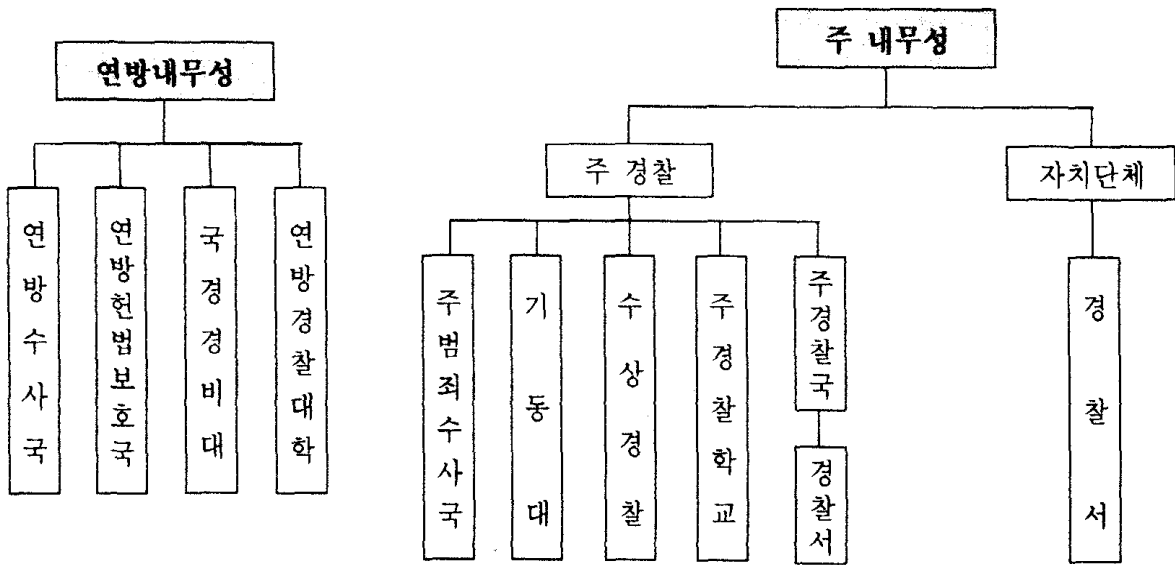 연방내무성
연방수사국
연방헌법보호국
국경경비대
연방경찰대학
주 내무성
주 경찰
자치단체
주범죄수사국
기동대
수상경찰
주경찰학교
주경찰국
경찰서
경찰서